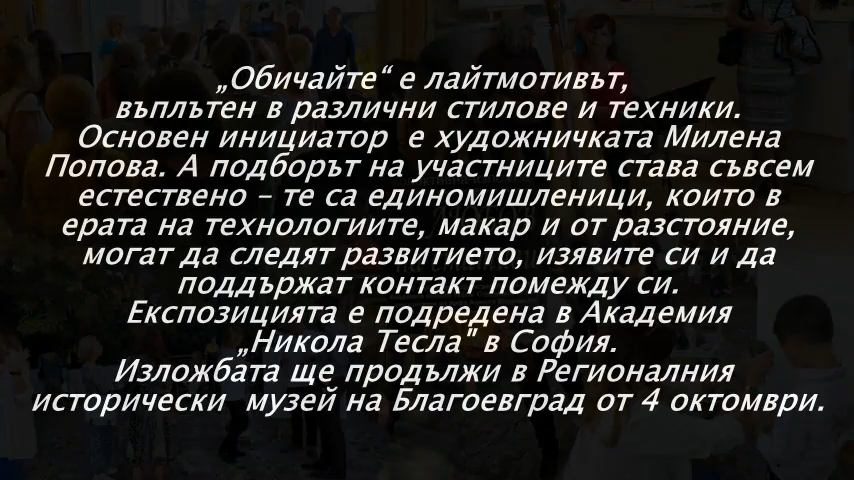 „Обичайте“ е лайтмотивът,
въплътен в различни стилове и техники.
Основен инициатор е художничката Милена
Попова. А подборът на участниците става съвсем
естествено – те са единомишленици, които в
ерата на технологиите, макар и от разстояние,
могат да следят развитието, изявите си и да
поддържат контакт помежду си.
Експозицията е подредена в Академия
„Никола Тесла" в София.
Изложбата ще продължи в Регионалния
исторически музей на Благоевград от 4 октомври.